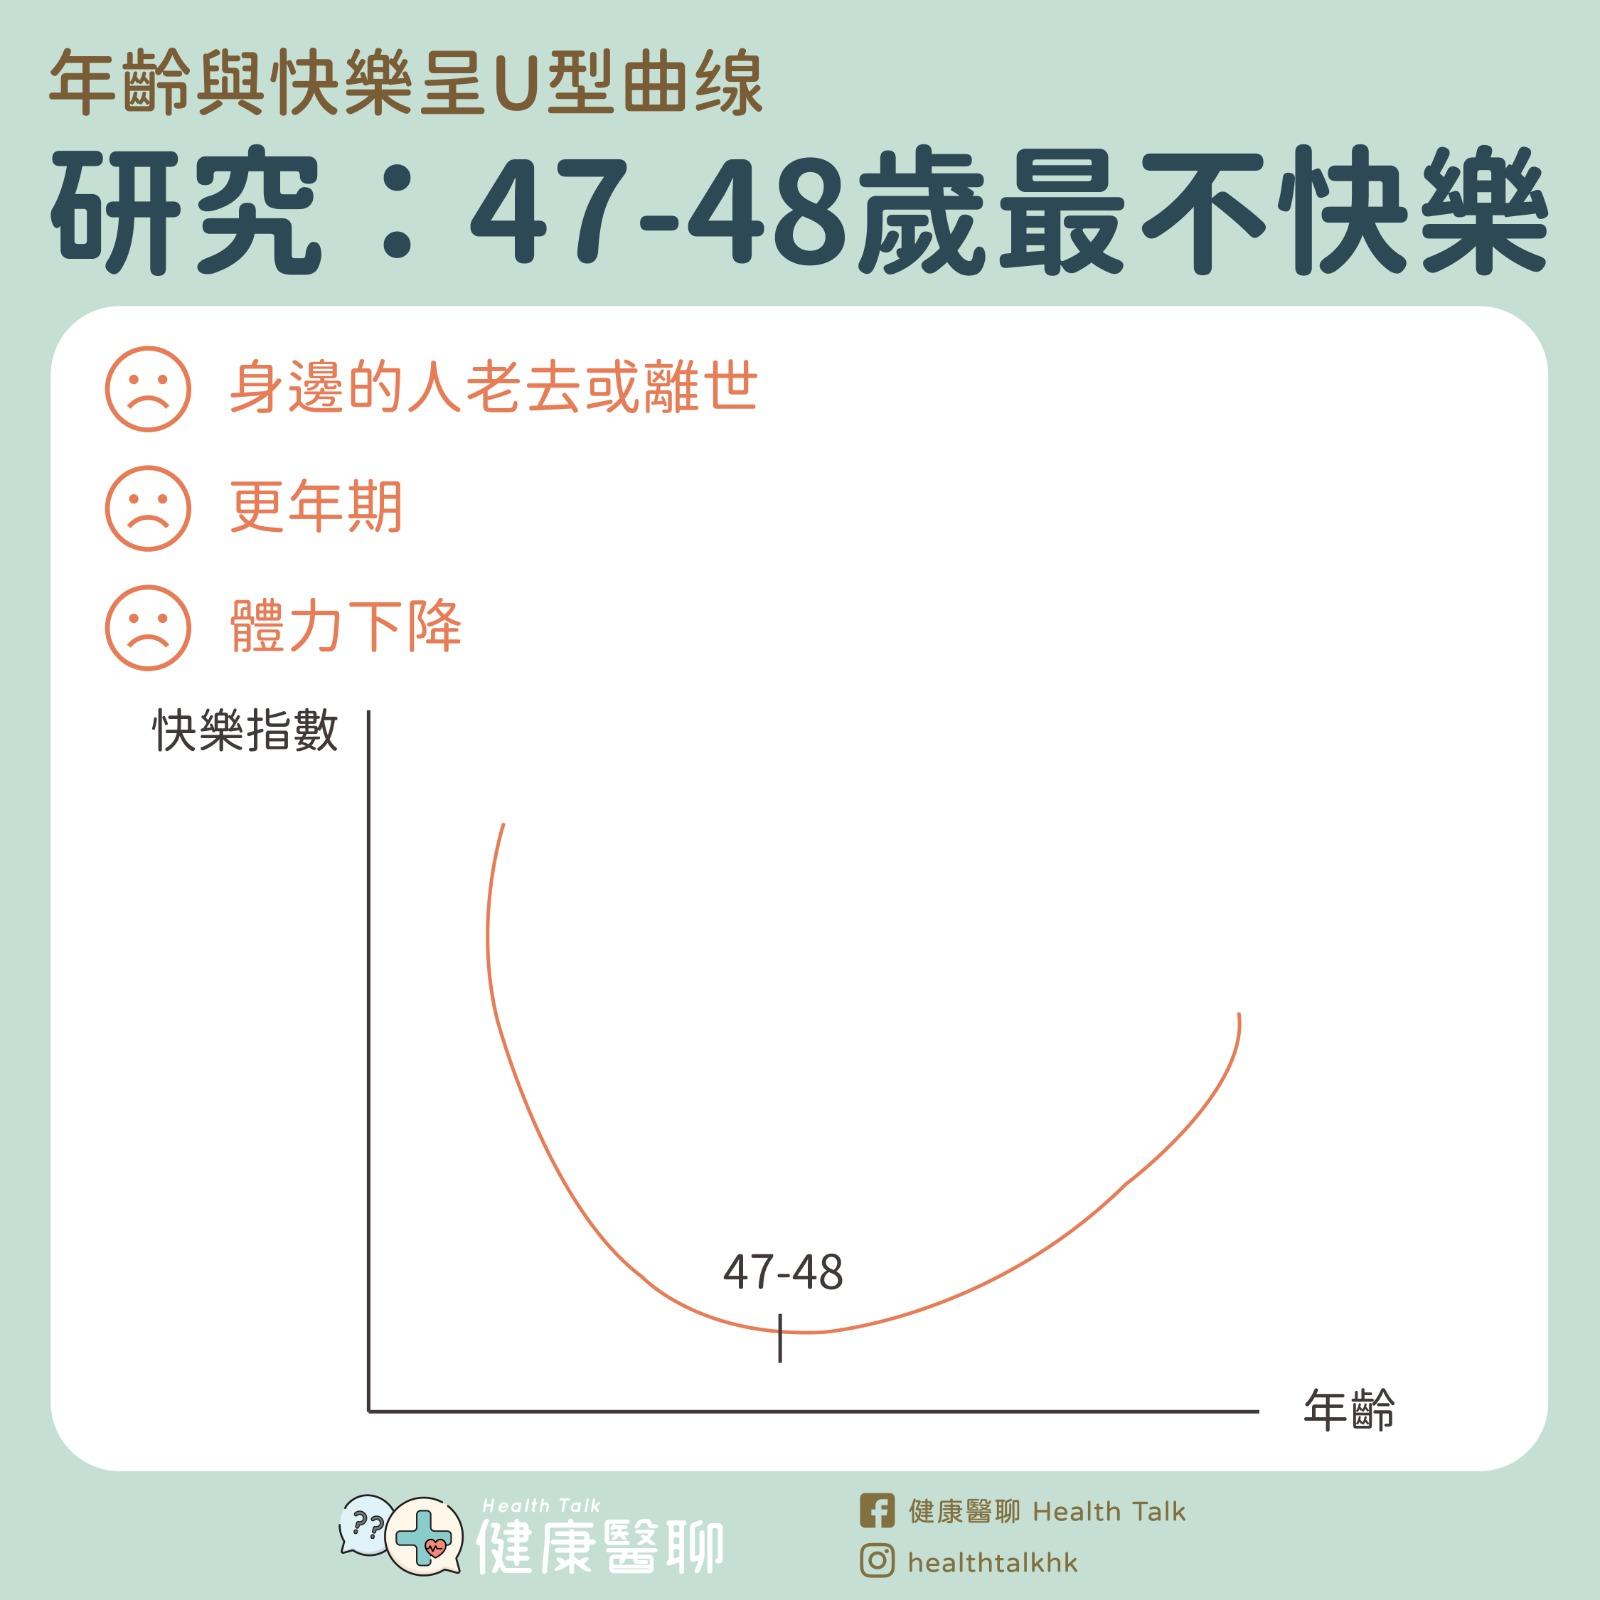 年齡與快樂呈U型曲线
研究：47-48歲最不快樂
身邊的人老去或離世
更年期
體力下降
快樂指數
47-48
年齡
??
Health Talk
健康醫聊
健康醫聊 Health Talk
healthtalkhk